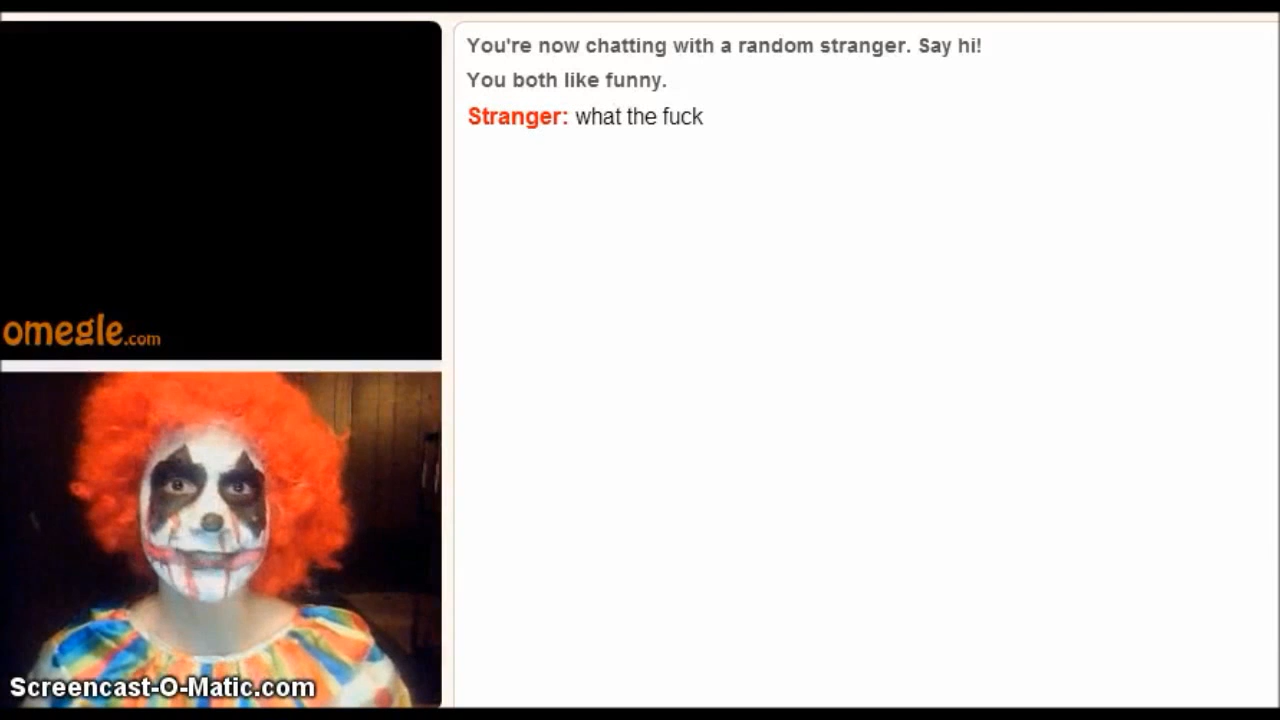 You're now chatting with a random stranger. Say hi!
You both like funny.
Stranger: what the fuck
omegle.com
Screencast-O-Matic.com